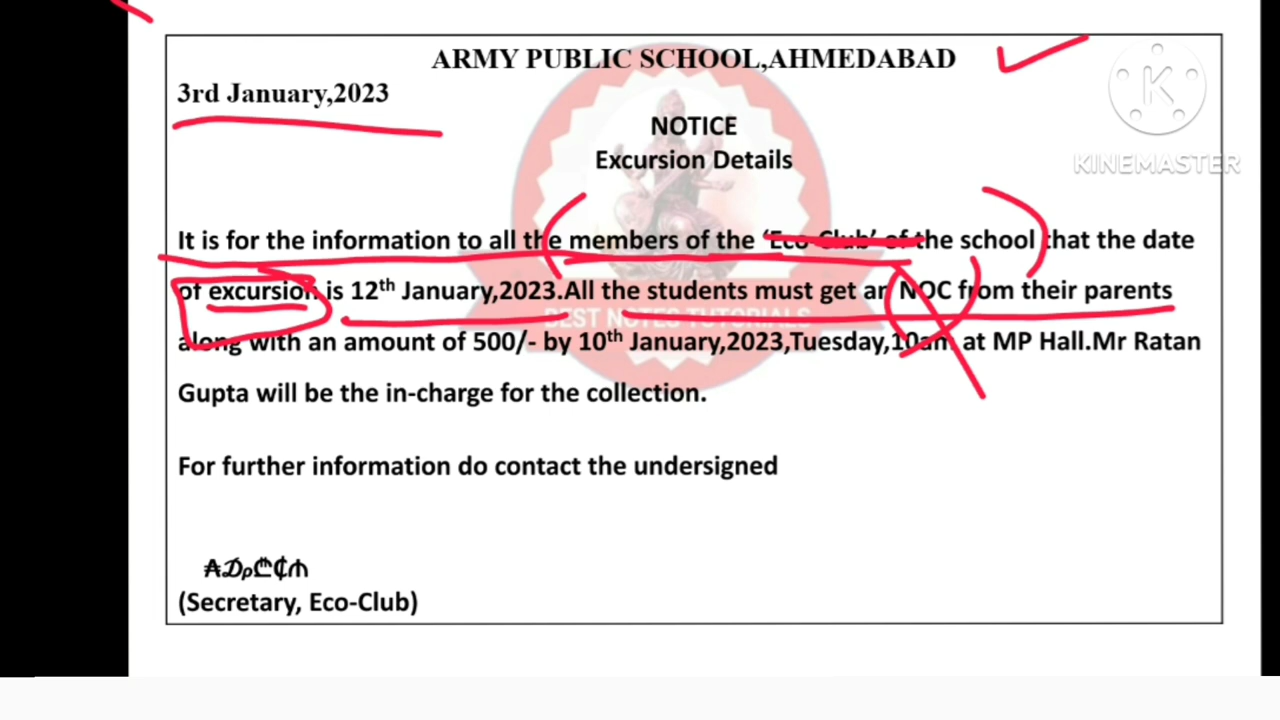 ARMY PUBLIC SCHOOL,AHMEDABAD
3rd January,2023
K
KINEMASTER
NOTICE
Excursion Details
It is for the information to all the members of the ‘Eco-Club’ of the school that the date
of excursion is 12th January,2023.All the students must get an NOC from their parents
BEST NOTES TUTORIALS
along with an amount of 500/- by 10th January,2023,Tuesday,10am at MP Hall.Mr Ratan
Gupta will be the in-charge for the collection.
For further information do contact the undersigned
(Secretary, Eco-Club)